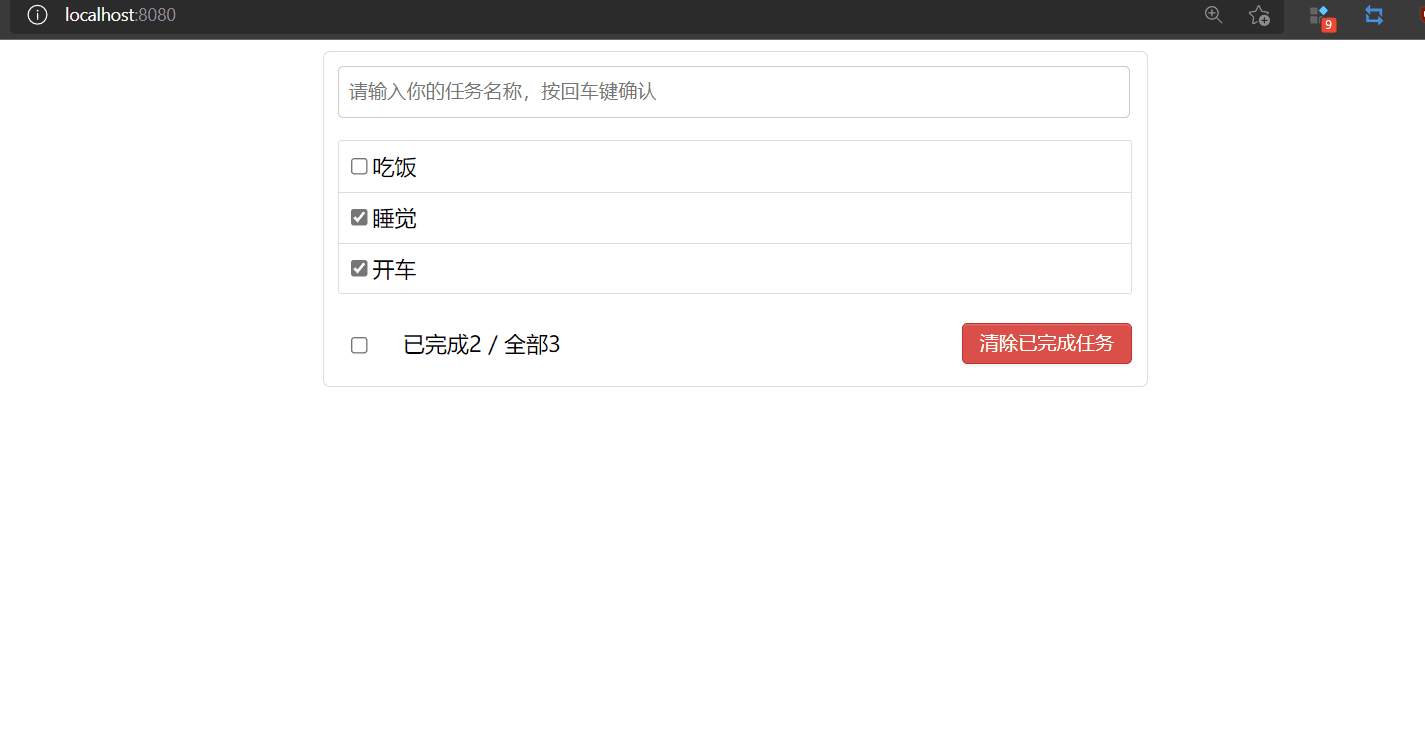 localhost:8080
9
请输入你的任务名称，按回车键确认
吃饭
睡觉
开车
已完成2 / 全部3
清除已完成任务